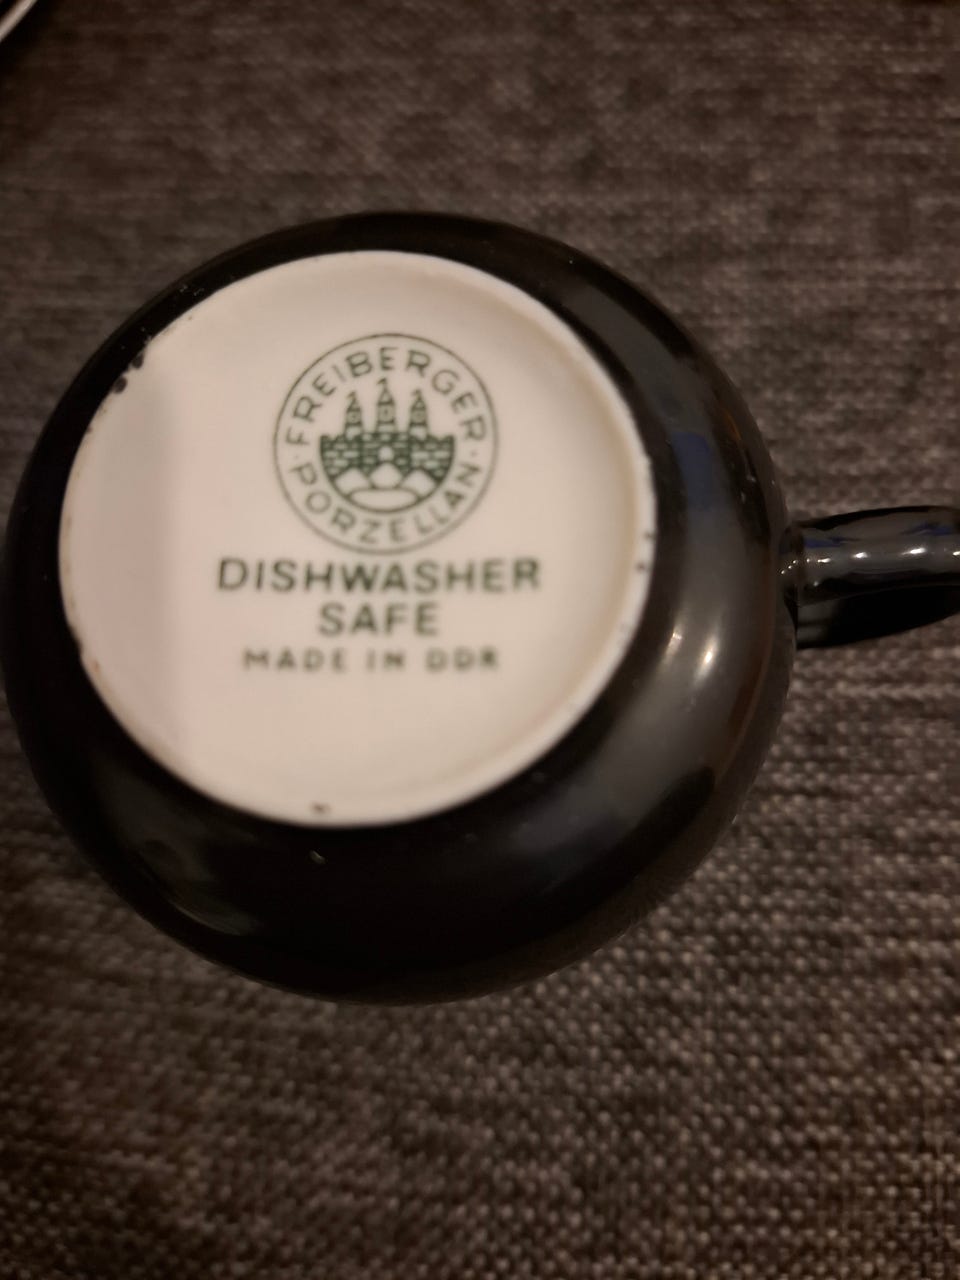 ·FREIBERGER·
PORZELLAN
DISHWASHER
SAFE
MADE IN DDR